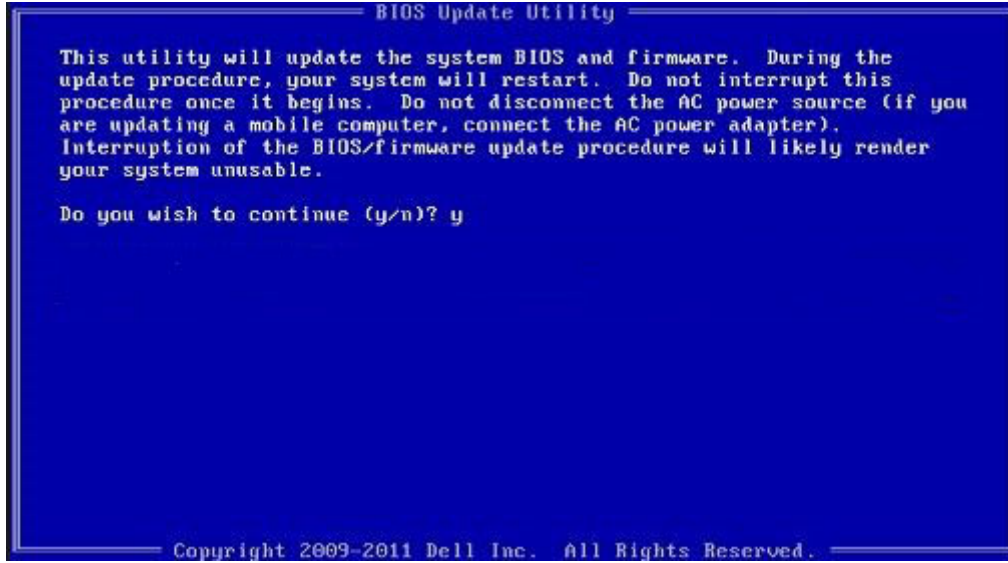 BIOS Update Utility
This utility will update the system BIOS and firmware. During the
update procedure, your system will restart. Do not interrupt this
procedure once it begins. Do not disconnect the AC power source (if you
are updating a mobile computer, connect the AC power adapter).
Interruption of the BIOS/firmware update procedure will likely render
your system unusable.
Do you wish to continue (y/n)? y
Copyright 2009-2011 Dell Inc. All Rights Reserved.